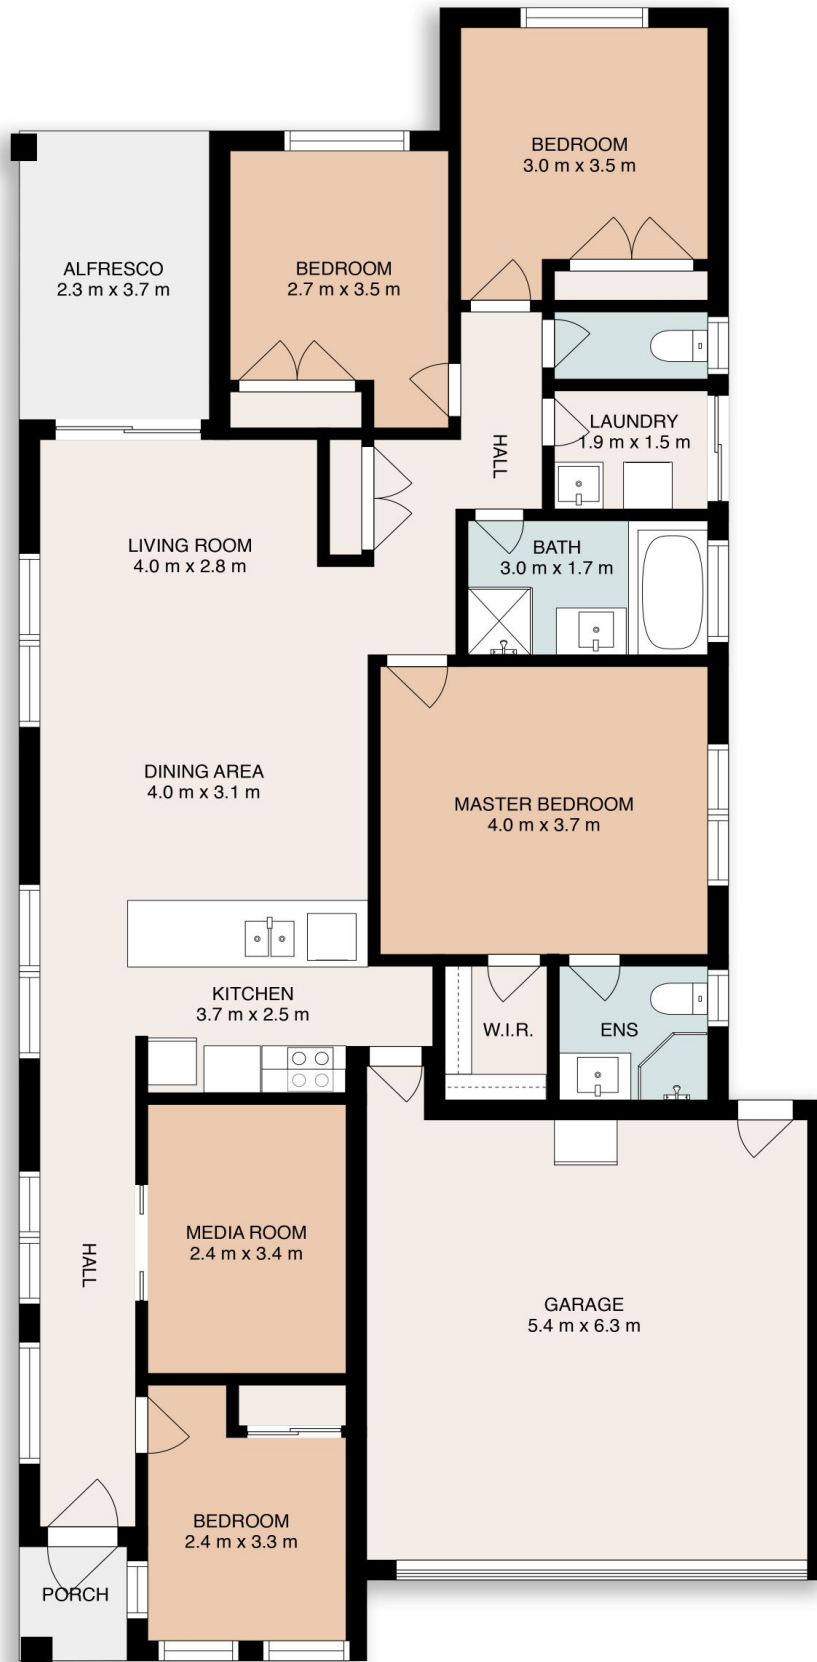 BEDROOM
3.0 m x 3.5 m
ALFRESCO
2.3 m x 3.7 m
BEDROOM
2.7 m x 3.5 m
LAUNDRY
1.9 m x 1.5 m
HALL
LIVING ROOM
4.0 m x 2.8 m
BATH
3.0 m x 1.7 m
DINING AREA
4.0 m x 3.1 m
MASTER BEDROOM
4.0 m x 3.7 m
KITCHEN
3.7 m x 2.5 m
W.I.R.
ENS
MEDIA ROOM
2.4 m x 3.4 m
HALL
GARAGE
5.4 m x 6.3 m
BEDROOM
2.4 m x 3.3 m
PORCH